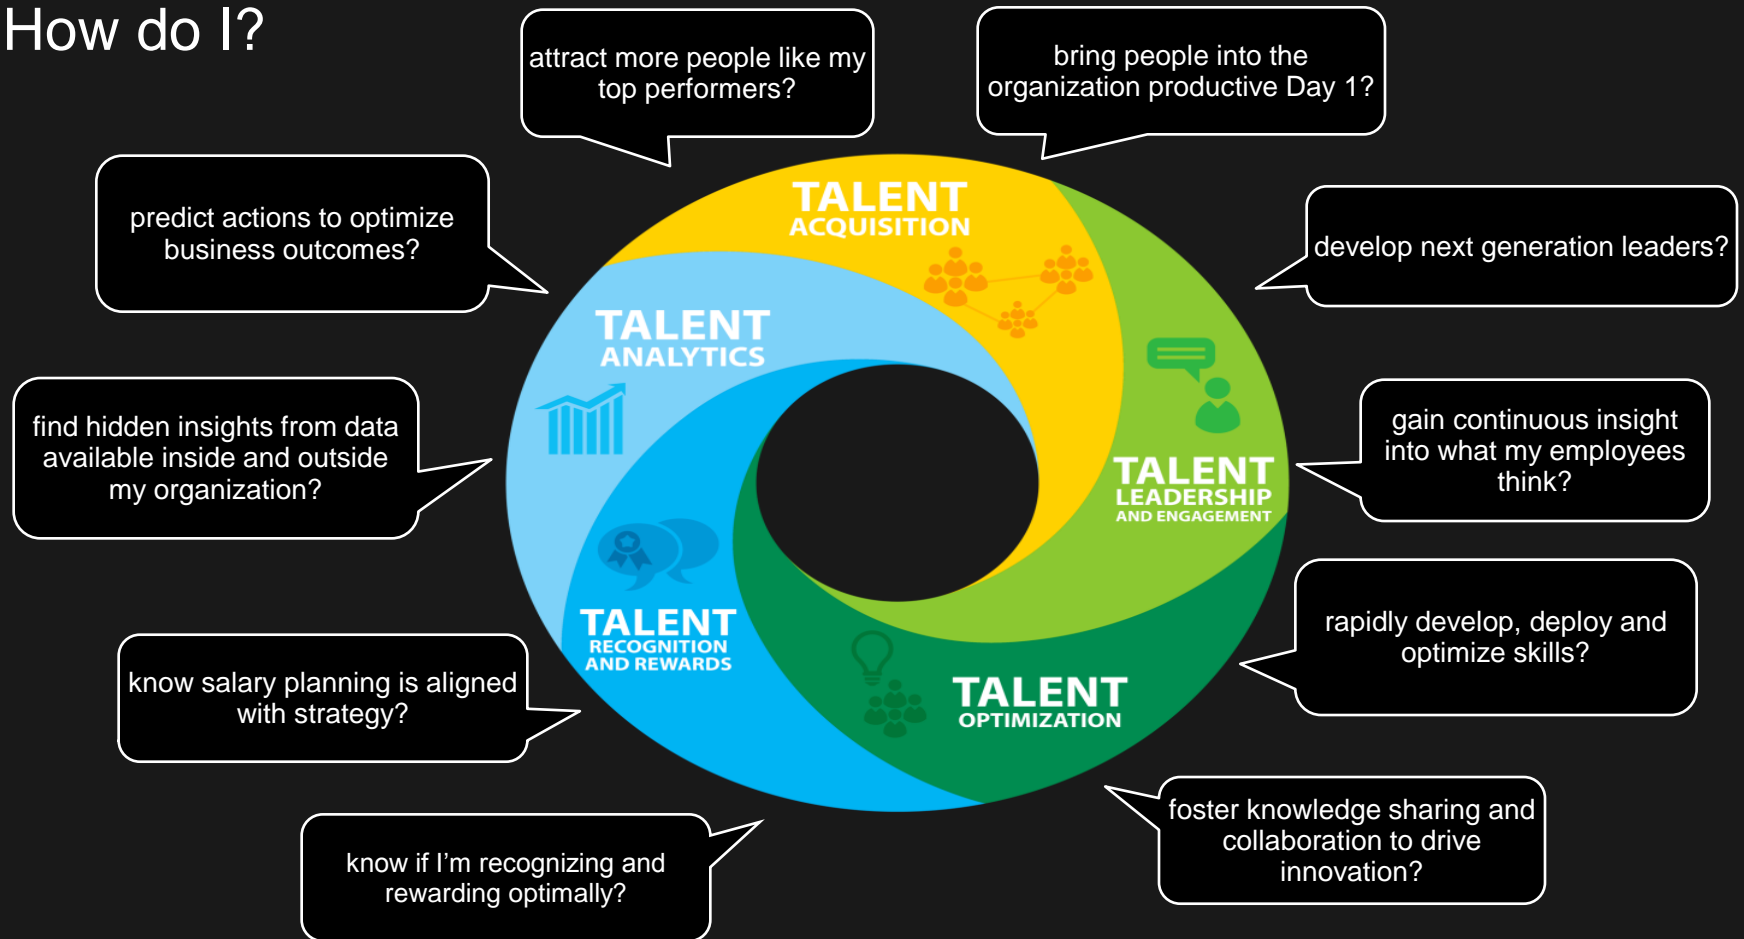 How do I?
attract more people like my
top performers?
bring people into the
organization productive Day 1?
predict actions to optimize
business outcomes?
develop next generation leaders?
find hidden insights from data
available inside and outside
my organization?
gain continuous insight
into what my employees
think?
know salary planning is aligned
with strategy?
rapidly develop, deploy and
optimize skills?
know if I’m recognizing and
rewarding optimally?
foster knowledge sharing and
collaboration to drive
innovation?
TALENT
ACQUISITION
TALENT
ANALYTICS
TALENT
LEADERSHIP
AND ENGAGEMENT
TALENT
RECOGNITION
AND REWARDS
TALENT
OPTIMIZATION